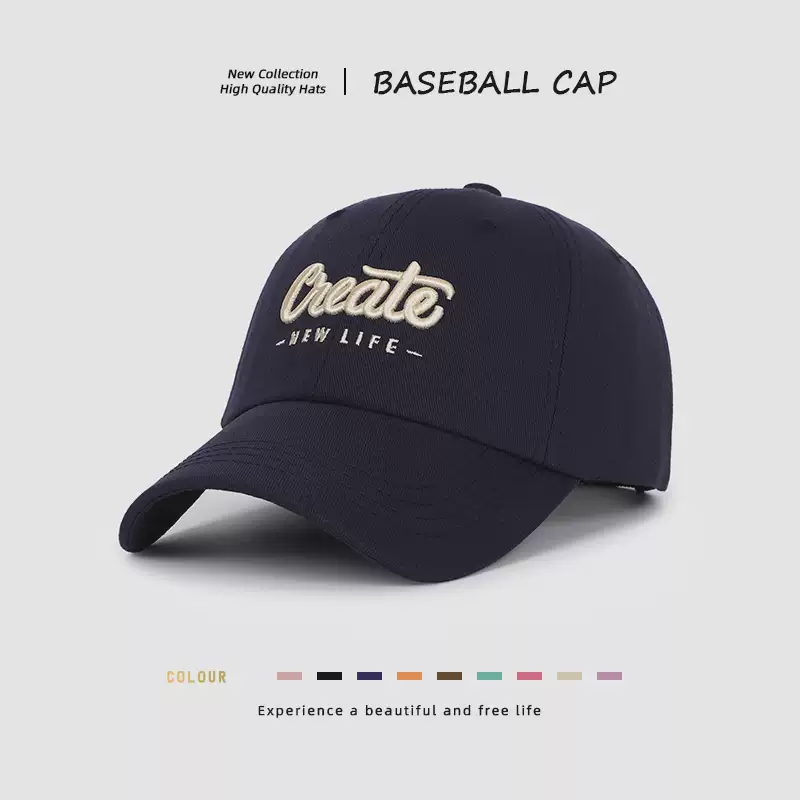 New Collection
High Quality Hats
BASEBALL CAP
Create
-NEW LIFE-
COLOUR
Experience a beautiful and free life